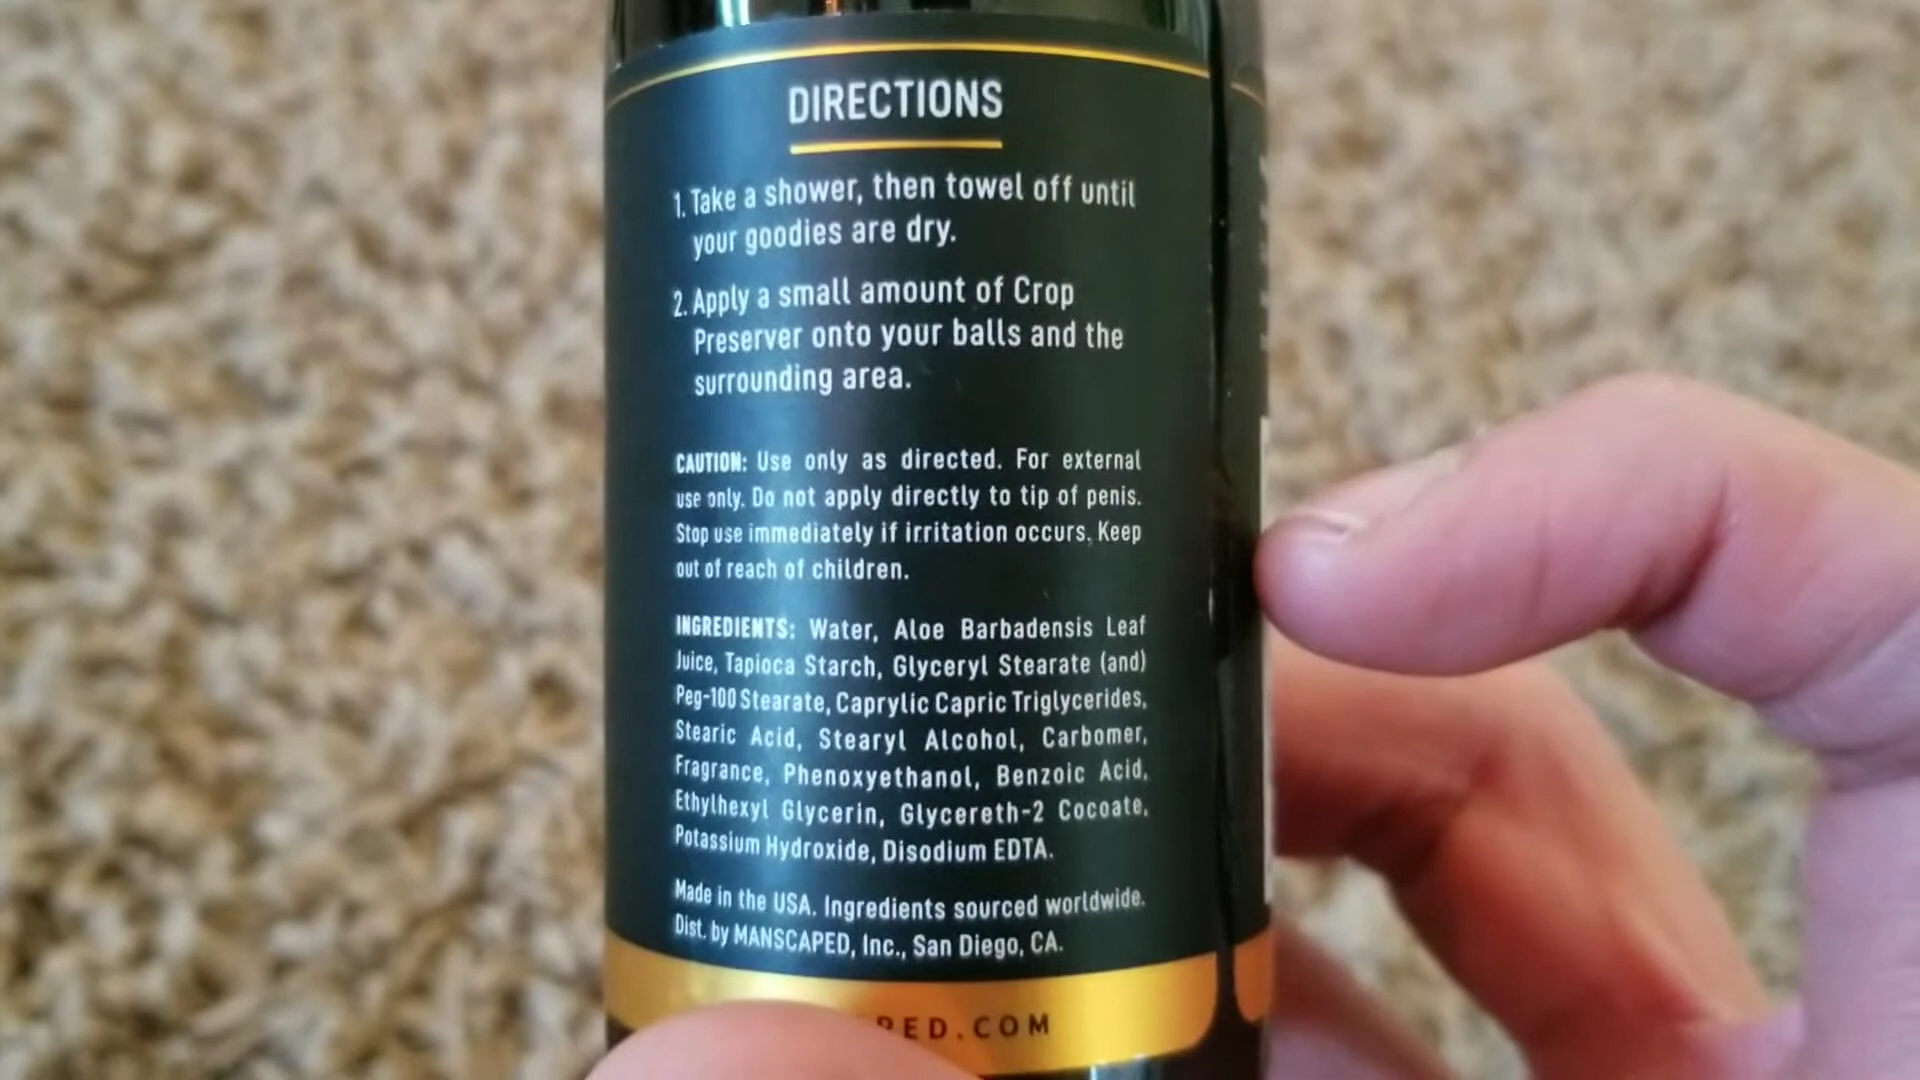 DIRECTIONS
1. Take a shower, then towel off until
your goodies are dry.
2. Apply a small amount of Crop
Preserver onto your balls and the
surrounding area.
CAUTION: Use only as directed. For external
use only. Do not apply directly to tip of penis.
Stop use immediately if irritation occurs. Keep
out of reach of children.
INGREDIENTS: Water, Aloe Barbadensis Leaf
Juice, Tapioca Starch, Glyceryl Stearate (and)
Peg-100 Stearate, Caprylic Capric Triglycerides,
Stearic Acid, Stearyl Alcohol, Carbomer,
Fragrance, Phenoxyethanol, Benzoic Acid,
Ethylhexyl Glycerin, Glycereth-2 Cocoate,
Potassium Hydroxide, Disodium EDTA.
Made in the USA. Ingredients sourced worldwide.
Dist. by MANSCAPED, Inc., San Diego, CA.
PED.COM